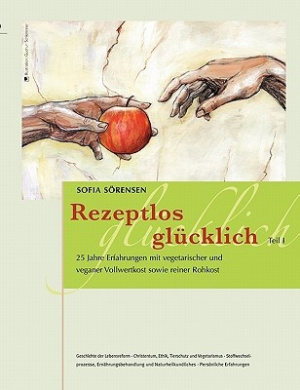 SOFIA SÖRENSEN
Rezeptlos
glücklich Teil I
glücklich
25 Jahre Erfahrungen mit vegetarischer und
veganer Vollwertkost sowie reiner Rohkost
Geschichte der Lebensreform - Christentum, Ethik, Tierschutz und Vegetarismus - Stoffwechsel-
prozesse, Ernährungsbehandlung und Naturheilkundliches - Persönliche Erfahrungen